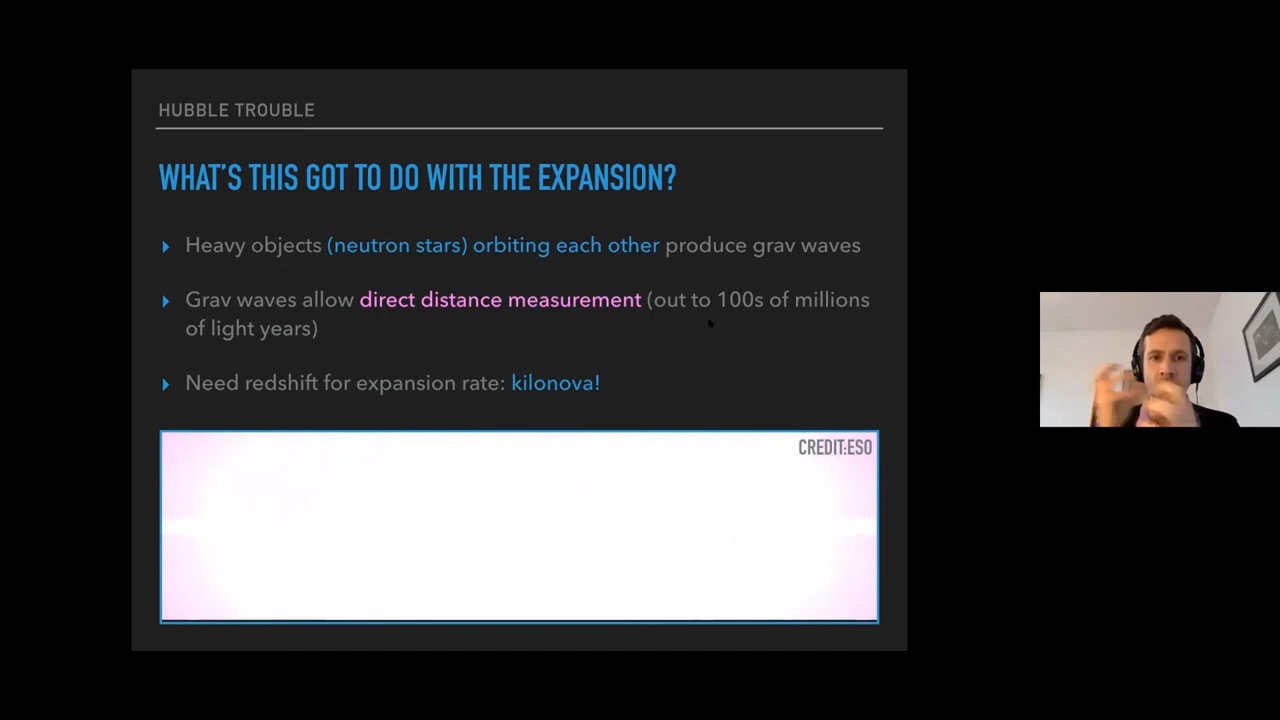 HUBBLE TROUBLE
WHAT'S THIS GOT TO DO WITH THE EXPANSION?
Heavy objects (neutron stars) orbiting each other produce grav waves
Grav waves allow direct distance measurement (out to 100s of millions
of light years)
Need redshift for expansion rate: kilonova!
CREDIT:ESO